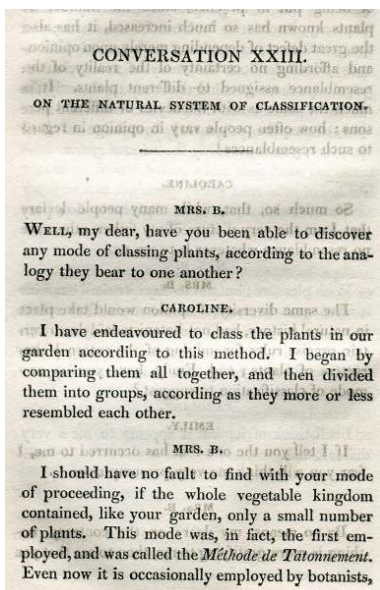 CONVERSATION XXIII.
ON THE NATURAL SYSTEM OF CLASSIFICATION.
MRS. B.
WELL, my dear, have you been able to discover
any mode of classing plants, according to the ana-
logy they bear to one another?
CAROLINE.
I have endeavoured to class the plants in our
garden according to this method. I began by
comparing them all together, and then divided
them into groups, according as they more or less
resembled each other.
MRS. B.
I should have no fault to find with your mode
of proceeding, if the whole vegetable kingdom
contained, like your garden, only a small number
of plants. This mode was, in fact, the first em-
ployed, and was called the Méthode de Tatonnement.
Even now it is occasionally employed by botanists,